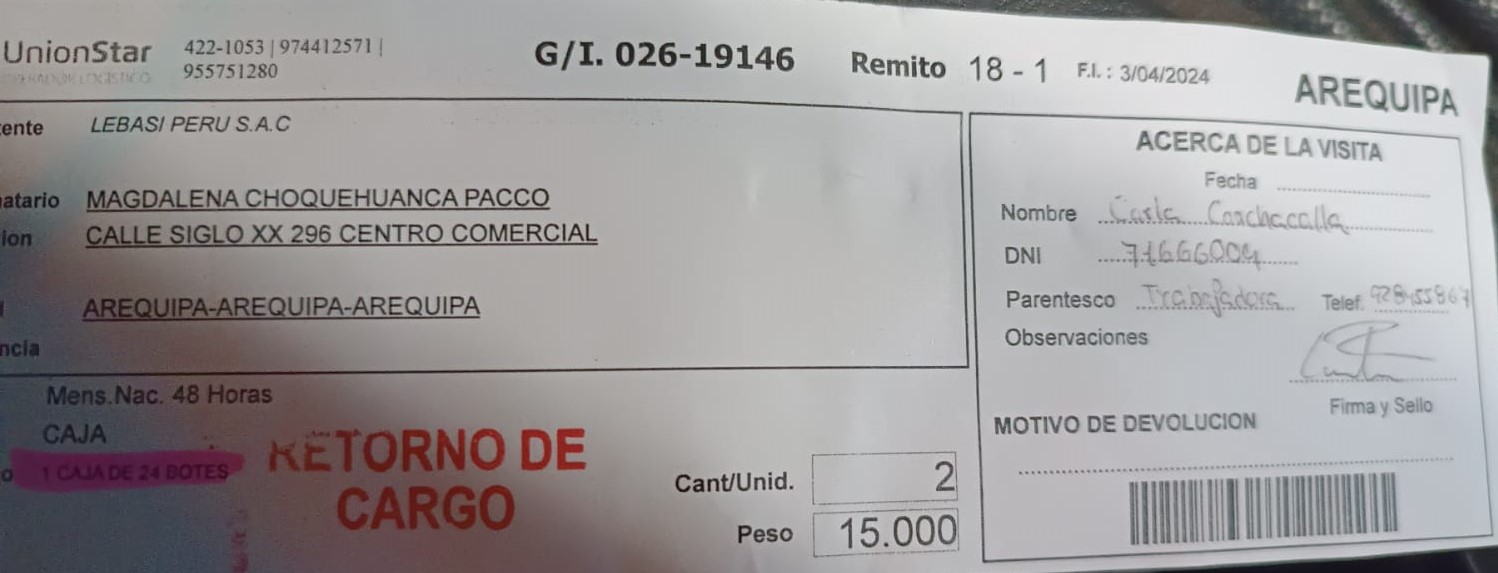 UnionStar
422-1053 | 974412571 |
955751280
G/I. 026-19146
Remito 18 - 1
F.I. : 3/04/2024
AREQUIPA
ente LEBASI PERU S.A.C
atario MAGDALENA CHOQUEHUANCA PACCO
ion CALLE SIGLO XX 296 CENTRO COMERCIAL
AREQUIPA-AREQUIPA-AREQUIPA
ncia
Mens.Nac. 48 Horas
CAJA
o 1 CAJA DE 24 BOTES
RETORNO DE
CARGO
Cant/Unid. 2
Peso 15.000
ACERCA DE LA VISITA
Fecha
Nombre Carla Conchacalla
DNI 71666004
Parentesco Trabajadora Telef. 928455867
Observaciones
Firma y Sello
MOTIVO DE DEVOLUCION